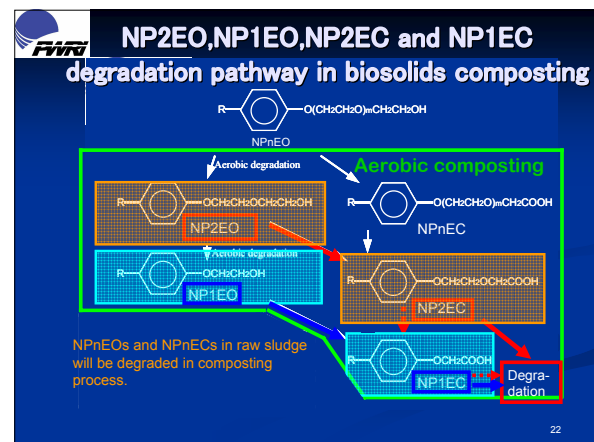 PWRI
NP2EO,NP1EO,NP2EC and NP1EC
degradation pathway in biosolids composting
R
O(CH2CH2O)mCH2CH2OH
NPnEO
Aerobic degradation
Aerobic composting
R
OCH2CH2OCH2CH2OH
NP2EO
R
O(CH2CH2O)mCH2COOH
NPnEC
Aerobic degradation
R
OCH2CH2OH
NP1EO
R
OCH2CH2OCH2COOH
NP2EC
NPnEOs and NPnECs in raw sludge
will be degraded in composting
process.
R
OCH2COOH
NP1EC
Degra-
dation
22